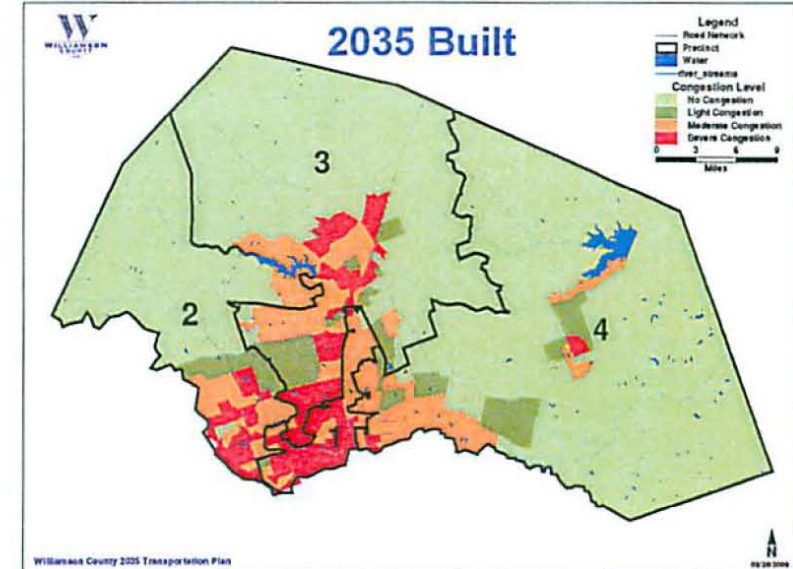 WILLIAMSON
COUNTY
2035 Built
Legend
Road Network
Precinct
Water
river_streams
Congestion Level
No Congestion
Light Congestion
Moderate Congestion
Severe Congestion
0 3 6 9
Miles
3
2
4
1
N
Williamson County 2035 Transportation Plan